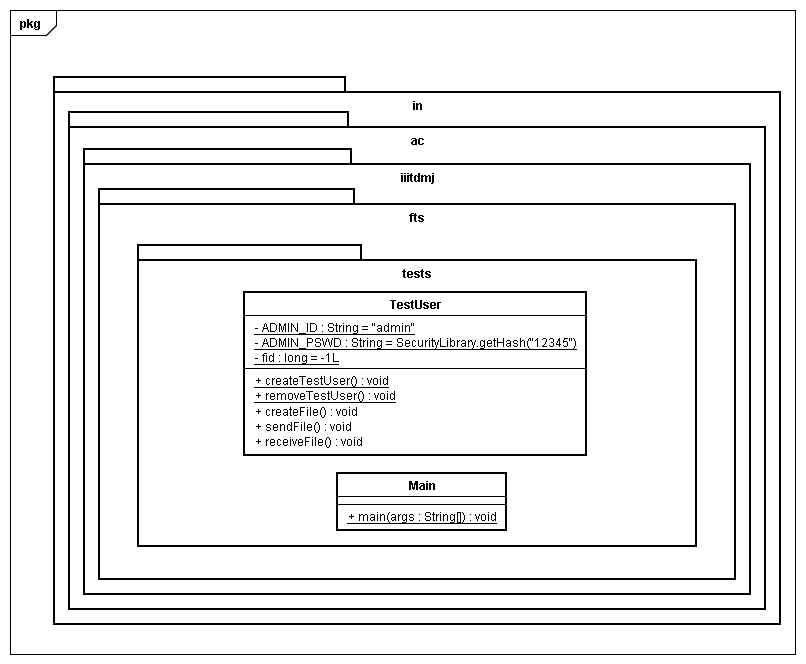 pkg
in
ac
iiitdmj
fts
tests
TestUser
- ADMIN_ID : String = "admin"
- ADMIN_PSWD : String = SecurityLibrary.getHash("12345")
- fid : long = -1L
+ createTestUser() : void
+ removeTestUser() : void
+ createFile() : void
+ sendFile() : void
+ receiveFile() : void
Main
+ main(args : String[]) : void